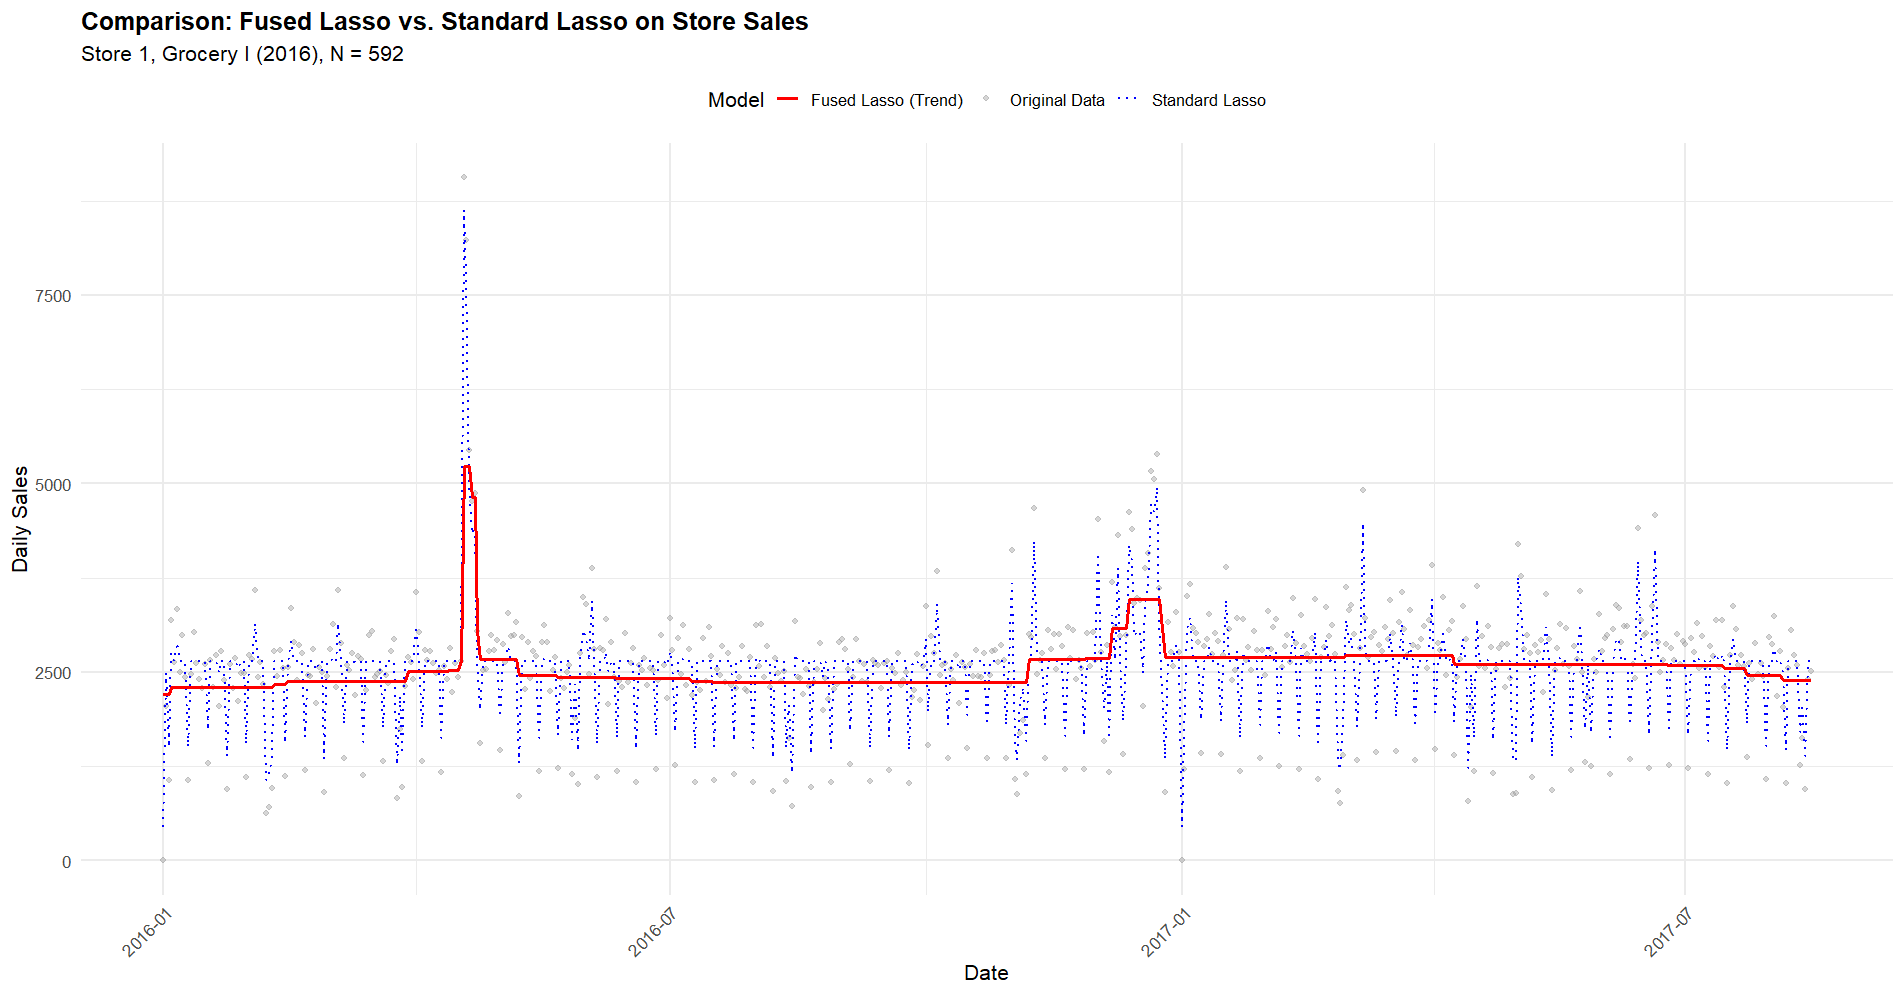 Comparison: Fused Lasso vs. Standard Lasso on Store Sales
Store 1, Grocery I (2016), N = 592
Model Fused Lasso (Trend) Original Data Standard Lasso
Daily Sales
7500
5000
2500
0
2016-01
2016-07
2017-01
2017-07
Date